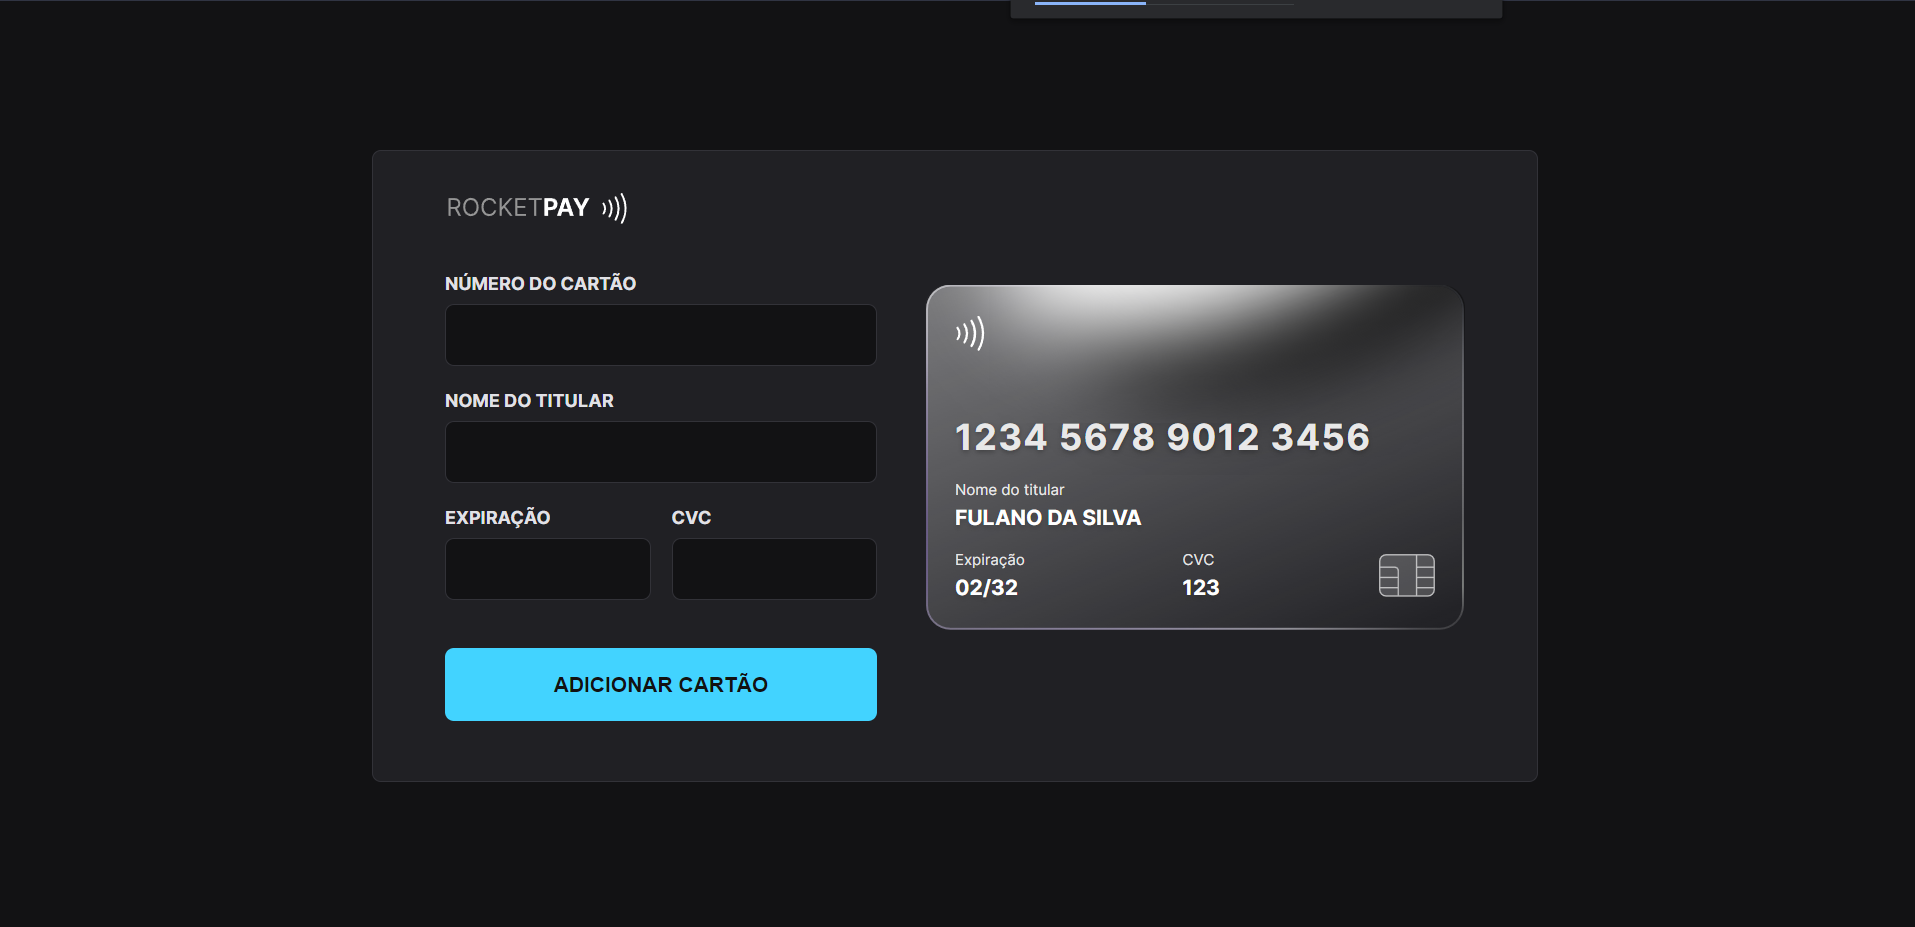 ROCKETPAY
NÚMERO DO CARTÃO
NOME DO TITULAR
EXPIRAÇÃO CVC
ADICIONAR CARTÃO
1234 5678 9012 3456
Nome do titular
FULANO DA SILVA
Expiração CVC
02/32 123